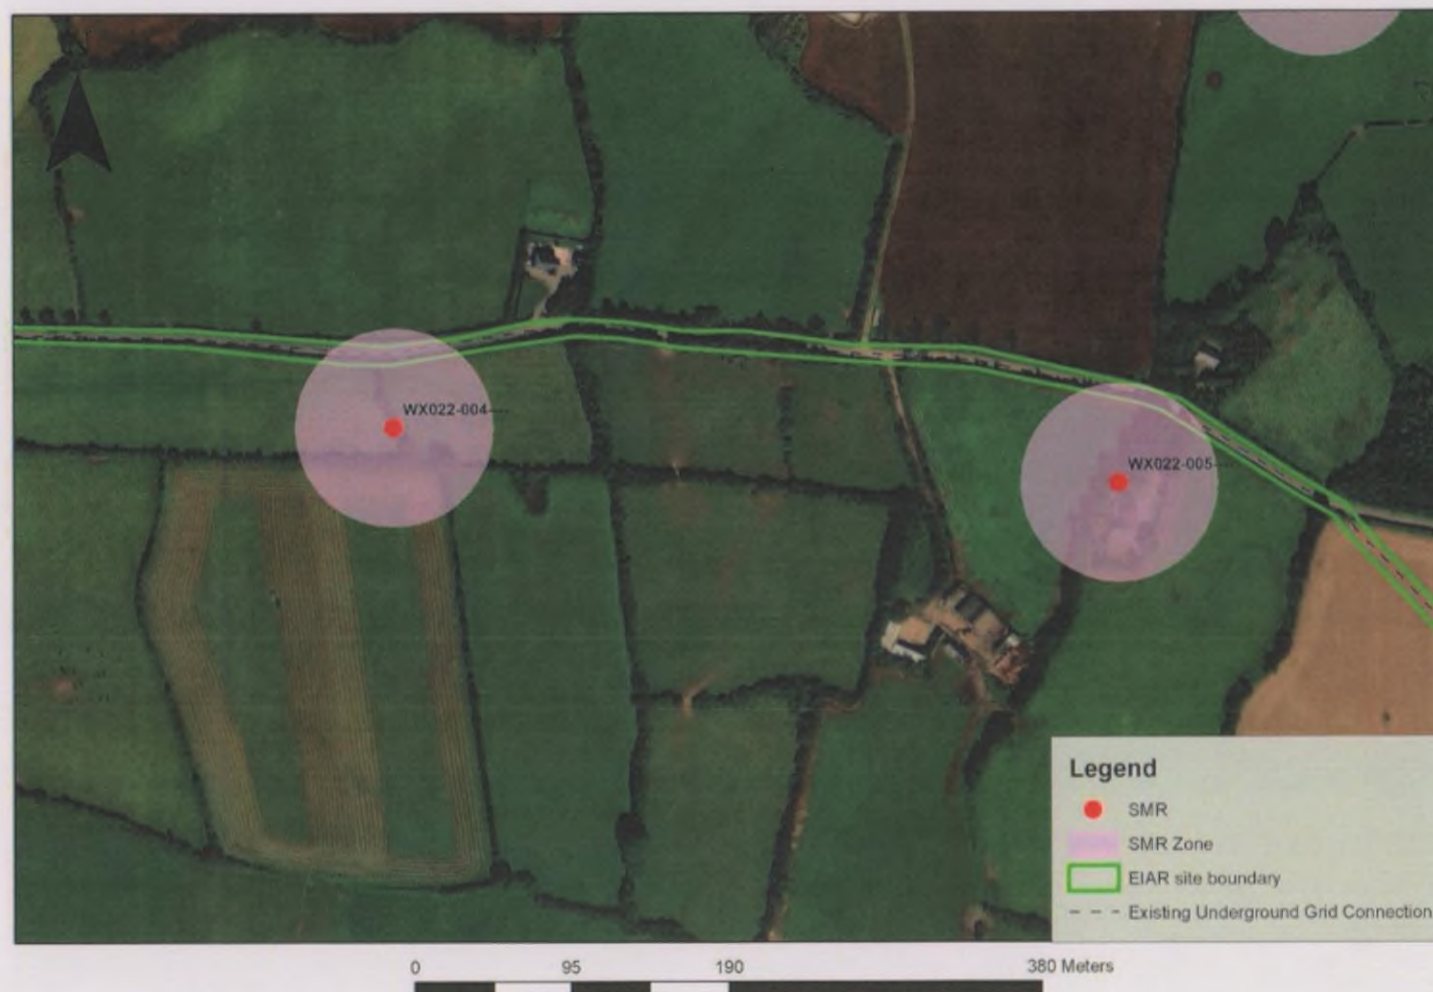 WX022-004----
WX022-005----
Legend
SMR
SMR Zone
EIAR site boundary
Existing Underground Grid Connection
0 95 190 380 Meters